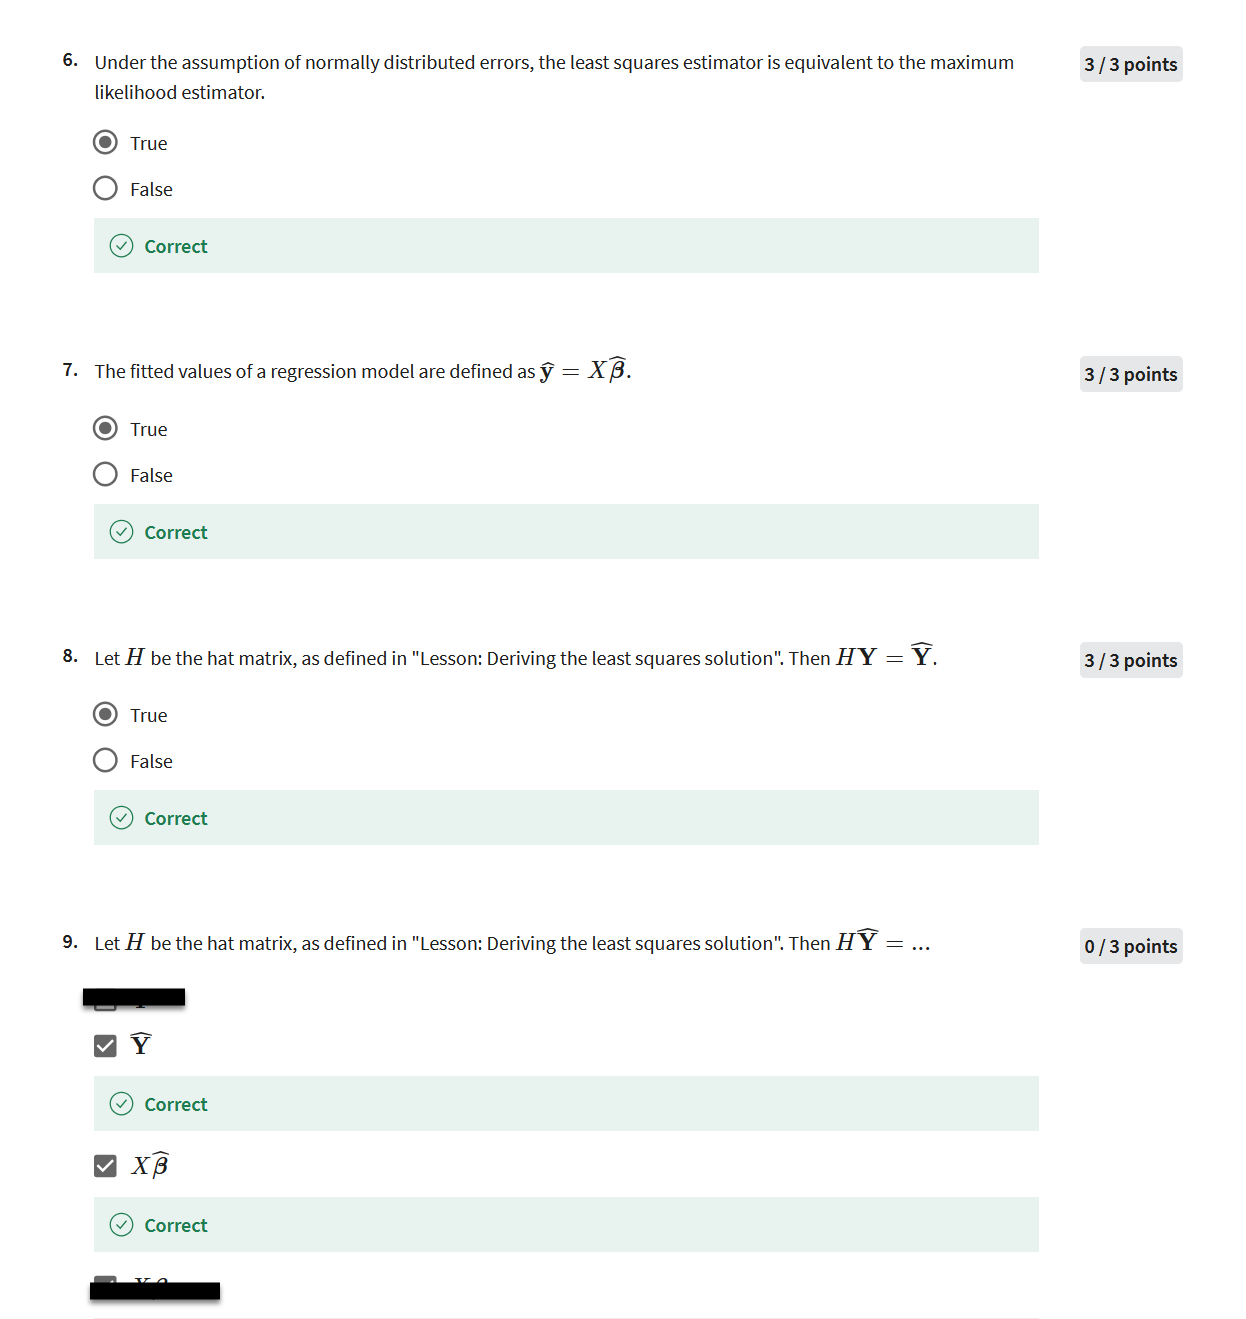 6. Under the assumption of normally distributed errors, the least squares estimator is equivalent to the maximum
likelihood estimator.
3 / 3 points
True
False
Correct
7. The fitted values of a regression model are defined as $\widehat{\mathbf{y}} = X\widehat{\boldsymbol{\beta}}$.
3 / 3 points
True
False
Correct
8. Let $H$ be the hat matrix, as defined in "Lesson: Deriving the least squares solution". Then $H\mathbf{Y} = \widehat{\mathbf{Y}}$.
3 / 3 points
True
False
Correct
9. Let $H$ be the hat matrix, as defined in "Lesson: Deriving the least squares solution". Then $H\widehat{\mathbf{Y}} = ...$
0 / 3 points
$\widehat{\mathbf{Y}}$
Correct
$X\widehat{\boldsymbol{\beta}}$
Correct